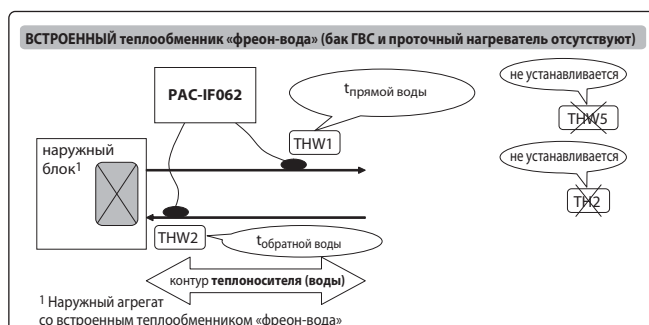 ВСТРОЕННЫЙ теплообменник «фреон-вода» (бак ГВС и проточный нагреватель отсутствуют)
PAC-IF062
tпрямой воды
не устанавливается
THW5
THW1
наружный
блок1
не устанавливается
TH2
THW2
tобратной воды
контур теплоносителя (воды)
1 Наружный агрегат
со встроенным теплообменником «фреон-вода»